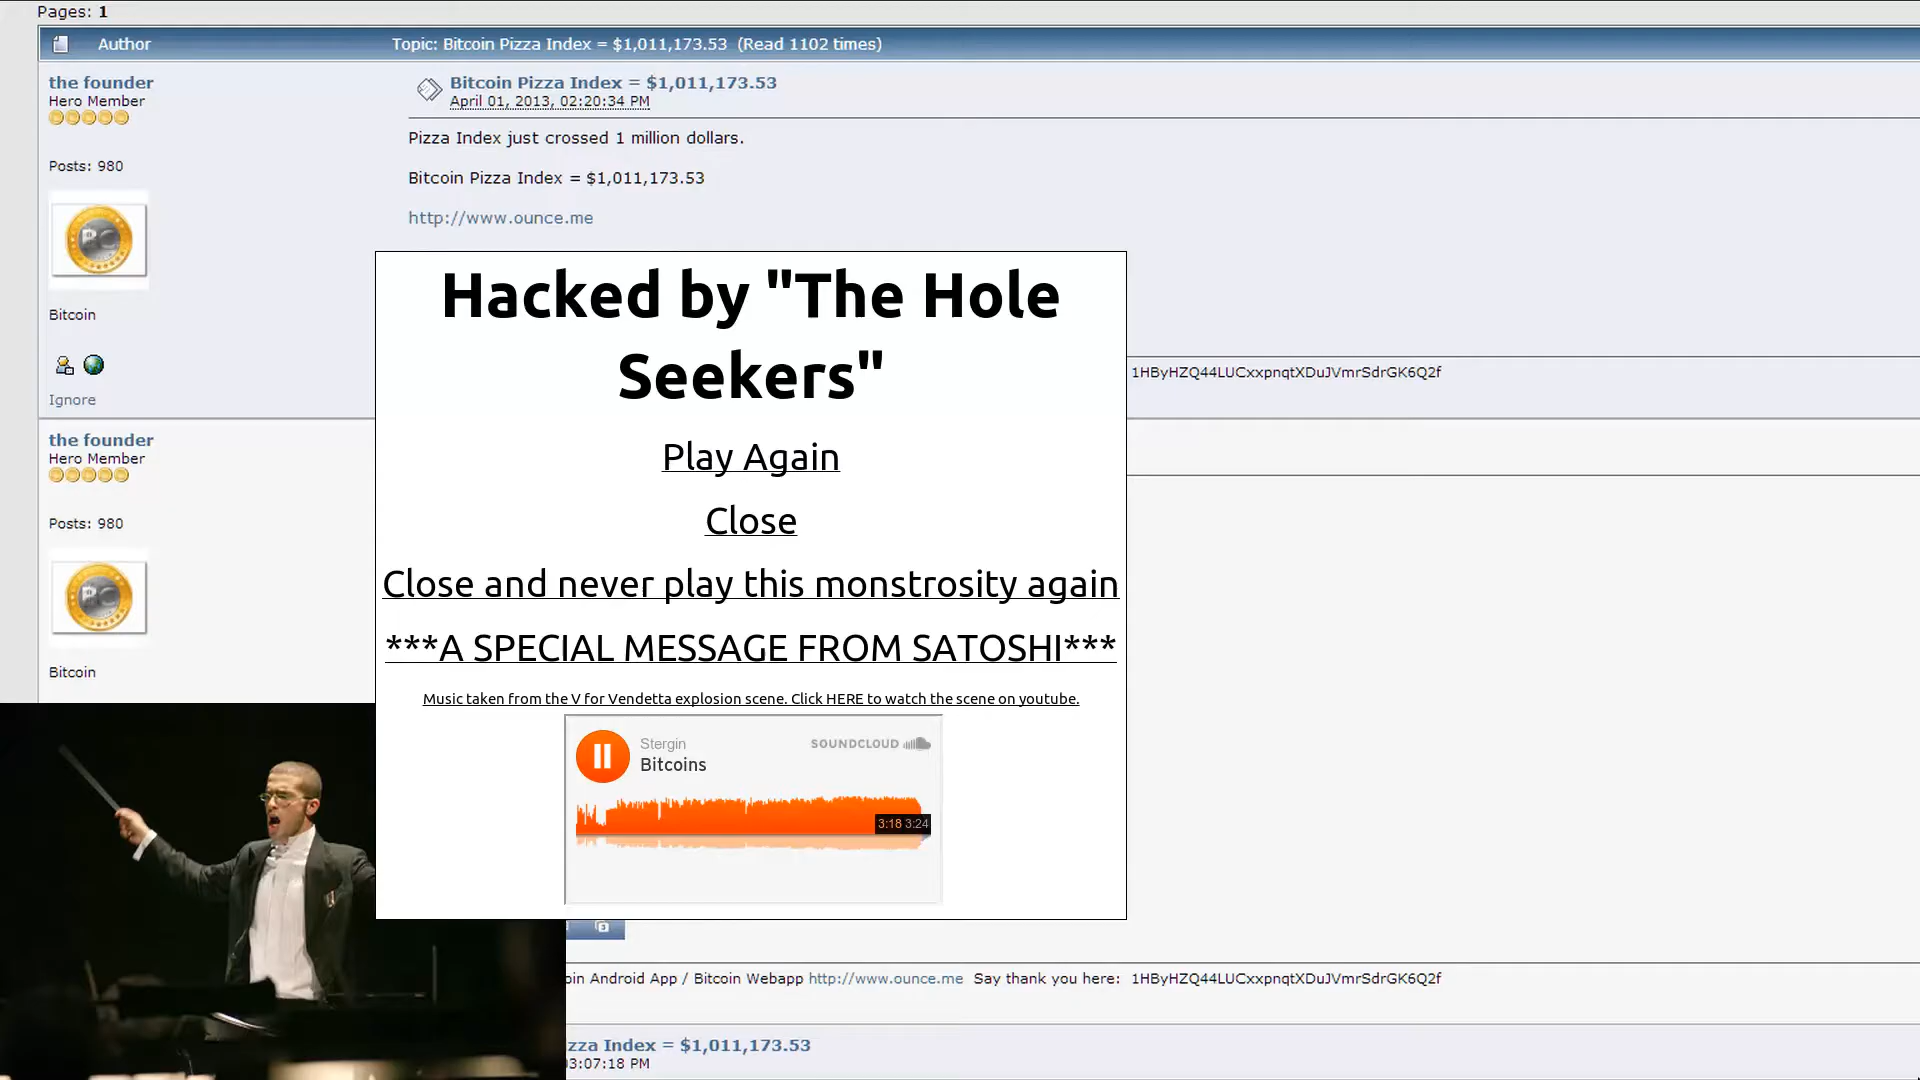 Pages: 1
Author
Topic: Bitcoin Pizza Index = $1,011,173.53 (Read 1102 times)
the founder
Hero Member
Posts: 980
Bitcoin
Ignore
Bitcoin Pizza Index = $1,011,173.53
April 01, 2013, 02:20:34 PM
Pizza Index just crossed 1 million dollars.
Bitcoin Pizza Index = $1,011,173.53
http://www.ounce.me
1HByHZQ44LUCxxpnqtXDuJVmrSdrGK6Q2f
the founder
Hero Member
Posts: 980
Bitcoin
Hacked by "The Hole
Seekers"
Play Again
Close
Close and never play this monstrosity again
***A SPECIAL MESSAGE FROM SATOSHI***
Music taken from the V for Vendetta explosion scene. Click HERE to watch the scene on youtube.
Stergin
SOUNDCLOUD
Bitcoins
3:18 3:24
oin Android App / Bitcoin Webapp http://www.ounce.me Say thank you here: 1HByHZQ44LUCxxpnqtXDuJVmrSdrGK6Q2f
zza Index = $1,011,173.53
03:07:18 PM